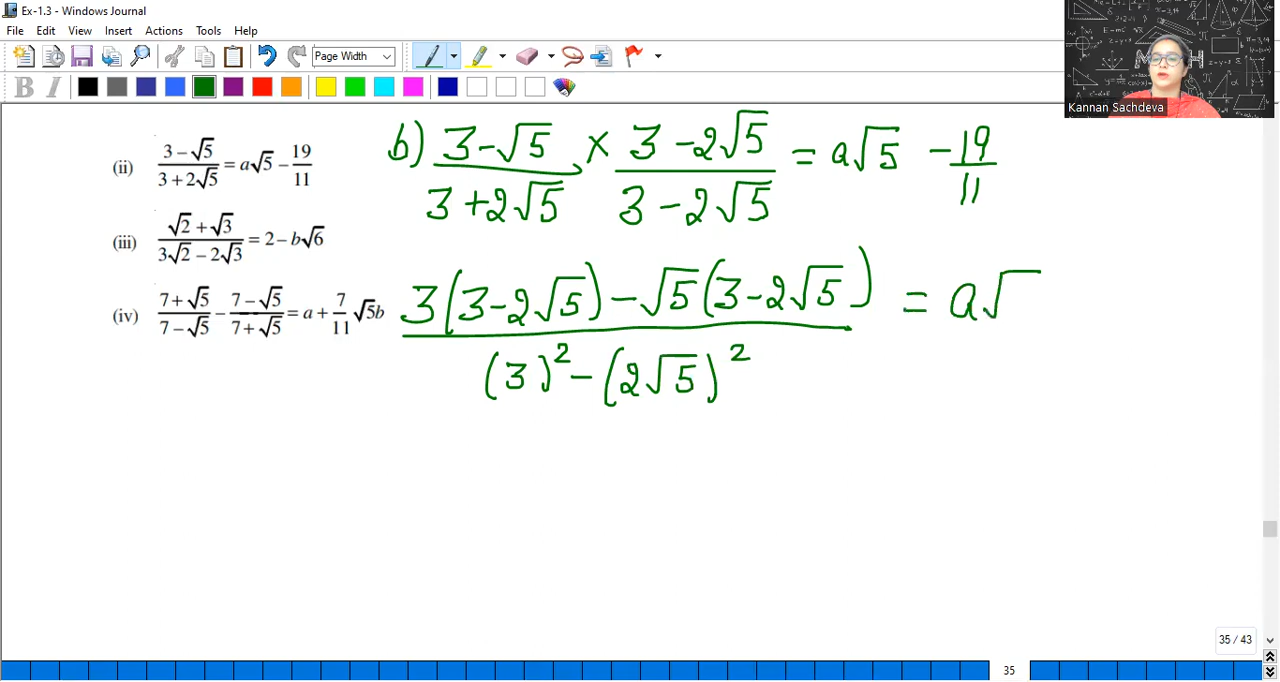 Ex-1.3 - Windows Journal
File Edit View Insert Actions Tools Help
Page Width
B I
Kannan Sachdeva
(ii) (3 − √5)/(3 + 2√5) = a√5 − 19/11
(iii) (√2 + √3)/(3√2 − 2√3) = 2 − b√6
(iv) (7 + √5)/(7 − √5) − (7 − √5)/(7 + √5) = a + 7/11 √5b
b) (3 − √5)/(3 + 2√5) × (3 − 2√5)/(3 − 2√5) = a√5 − 19/11
(3(3 − 2√5) − √5(3 − 2√5))/((3)² − (2√5)²) = a√
35 / 43
35